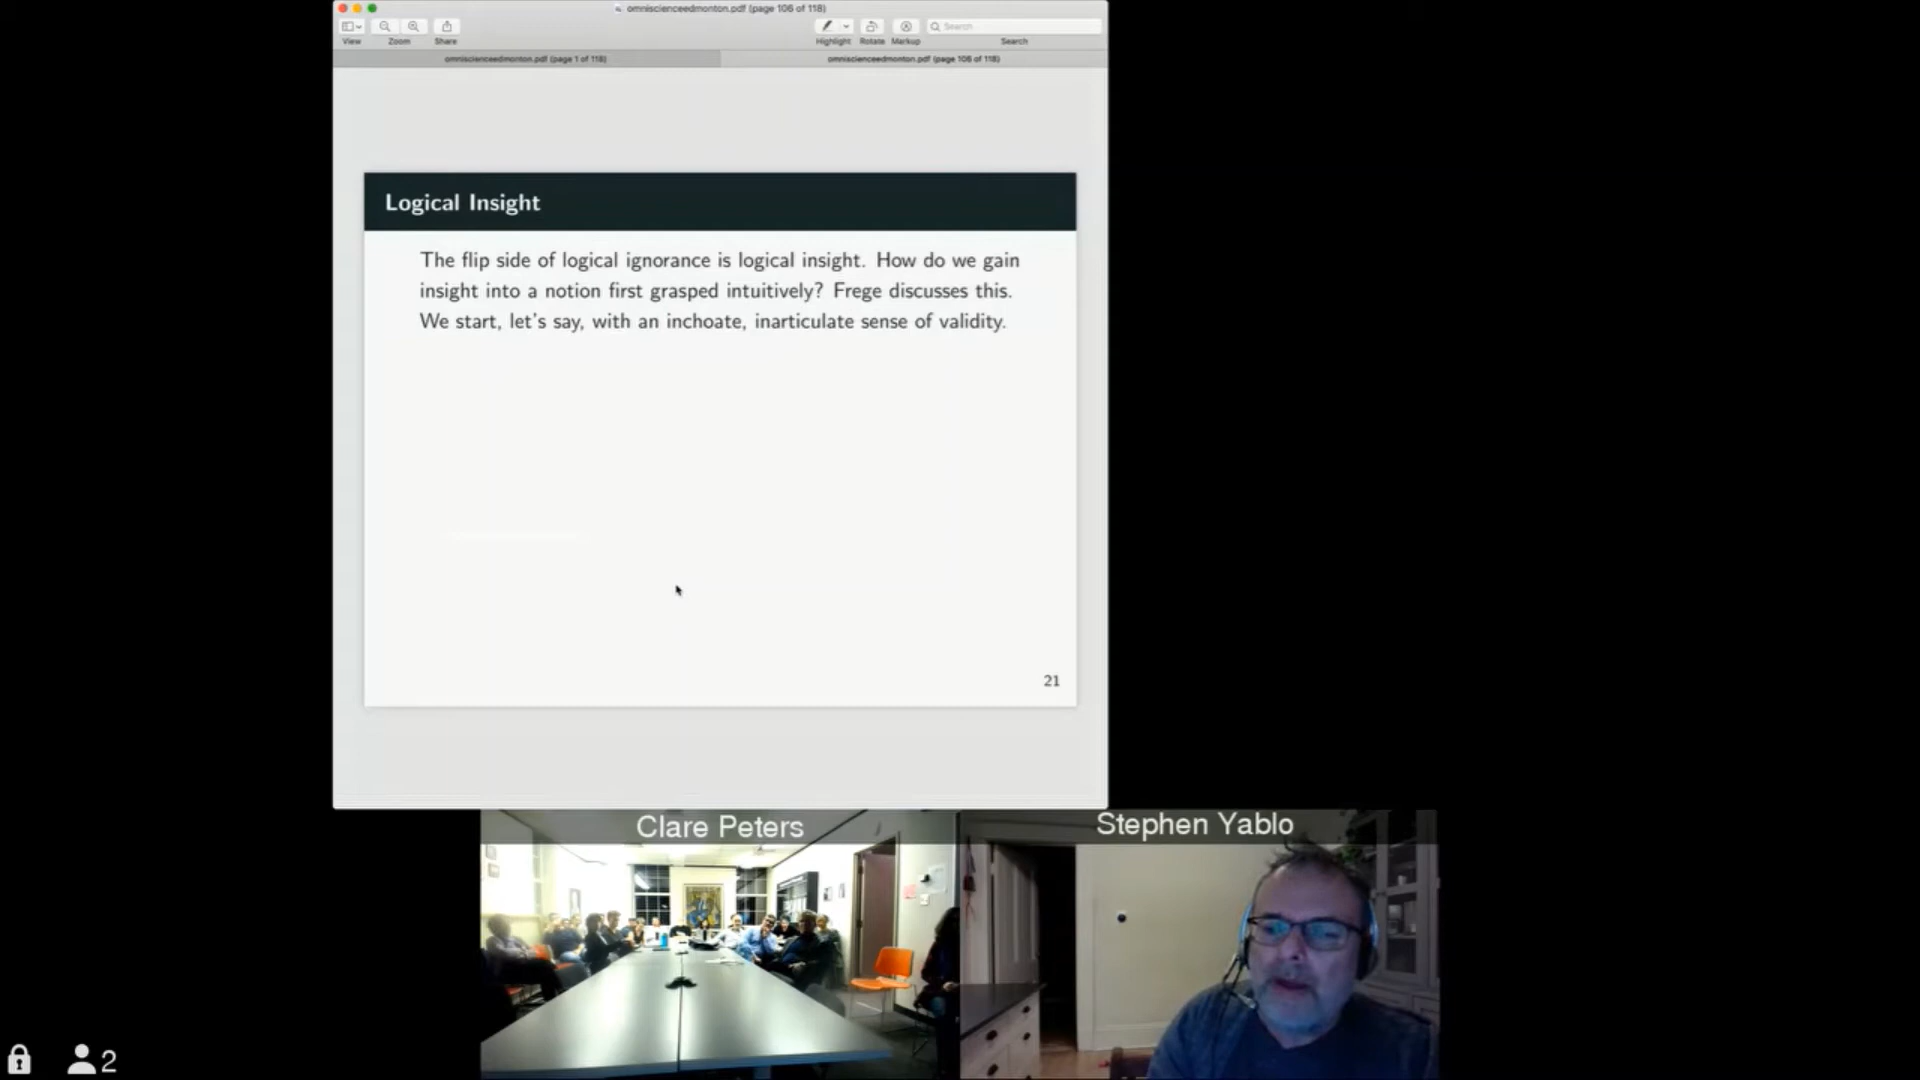 omniscienceedmonton.pdf (page 106 of 118)
Search
View
Zoom
Share
Highlight
Rotate
Markup
Search
omniscienceedmonton.pdf (page 1 of 118)
omniscienceedmonton.pdf (page 106 of 118)
Logical Insight
The flip side of logical ignorance is logical insight. How do we gain
insight into a notion first grasped intuitively? Frege discusses this.
We start, let's say, with an inchoate, inarticulate sense of validity.
21
Clare Peters
Stephen Yablo
2